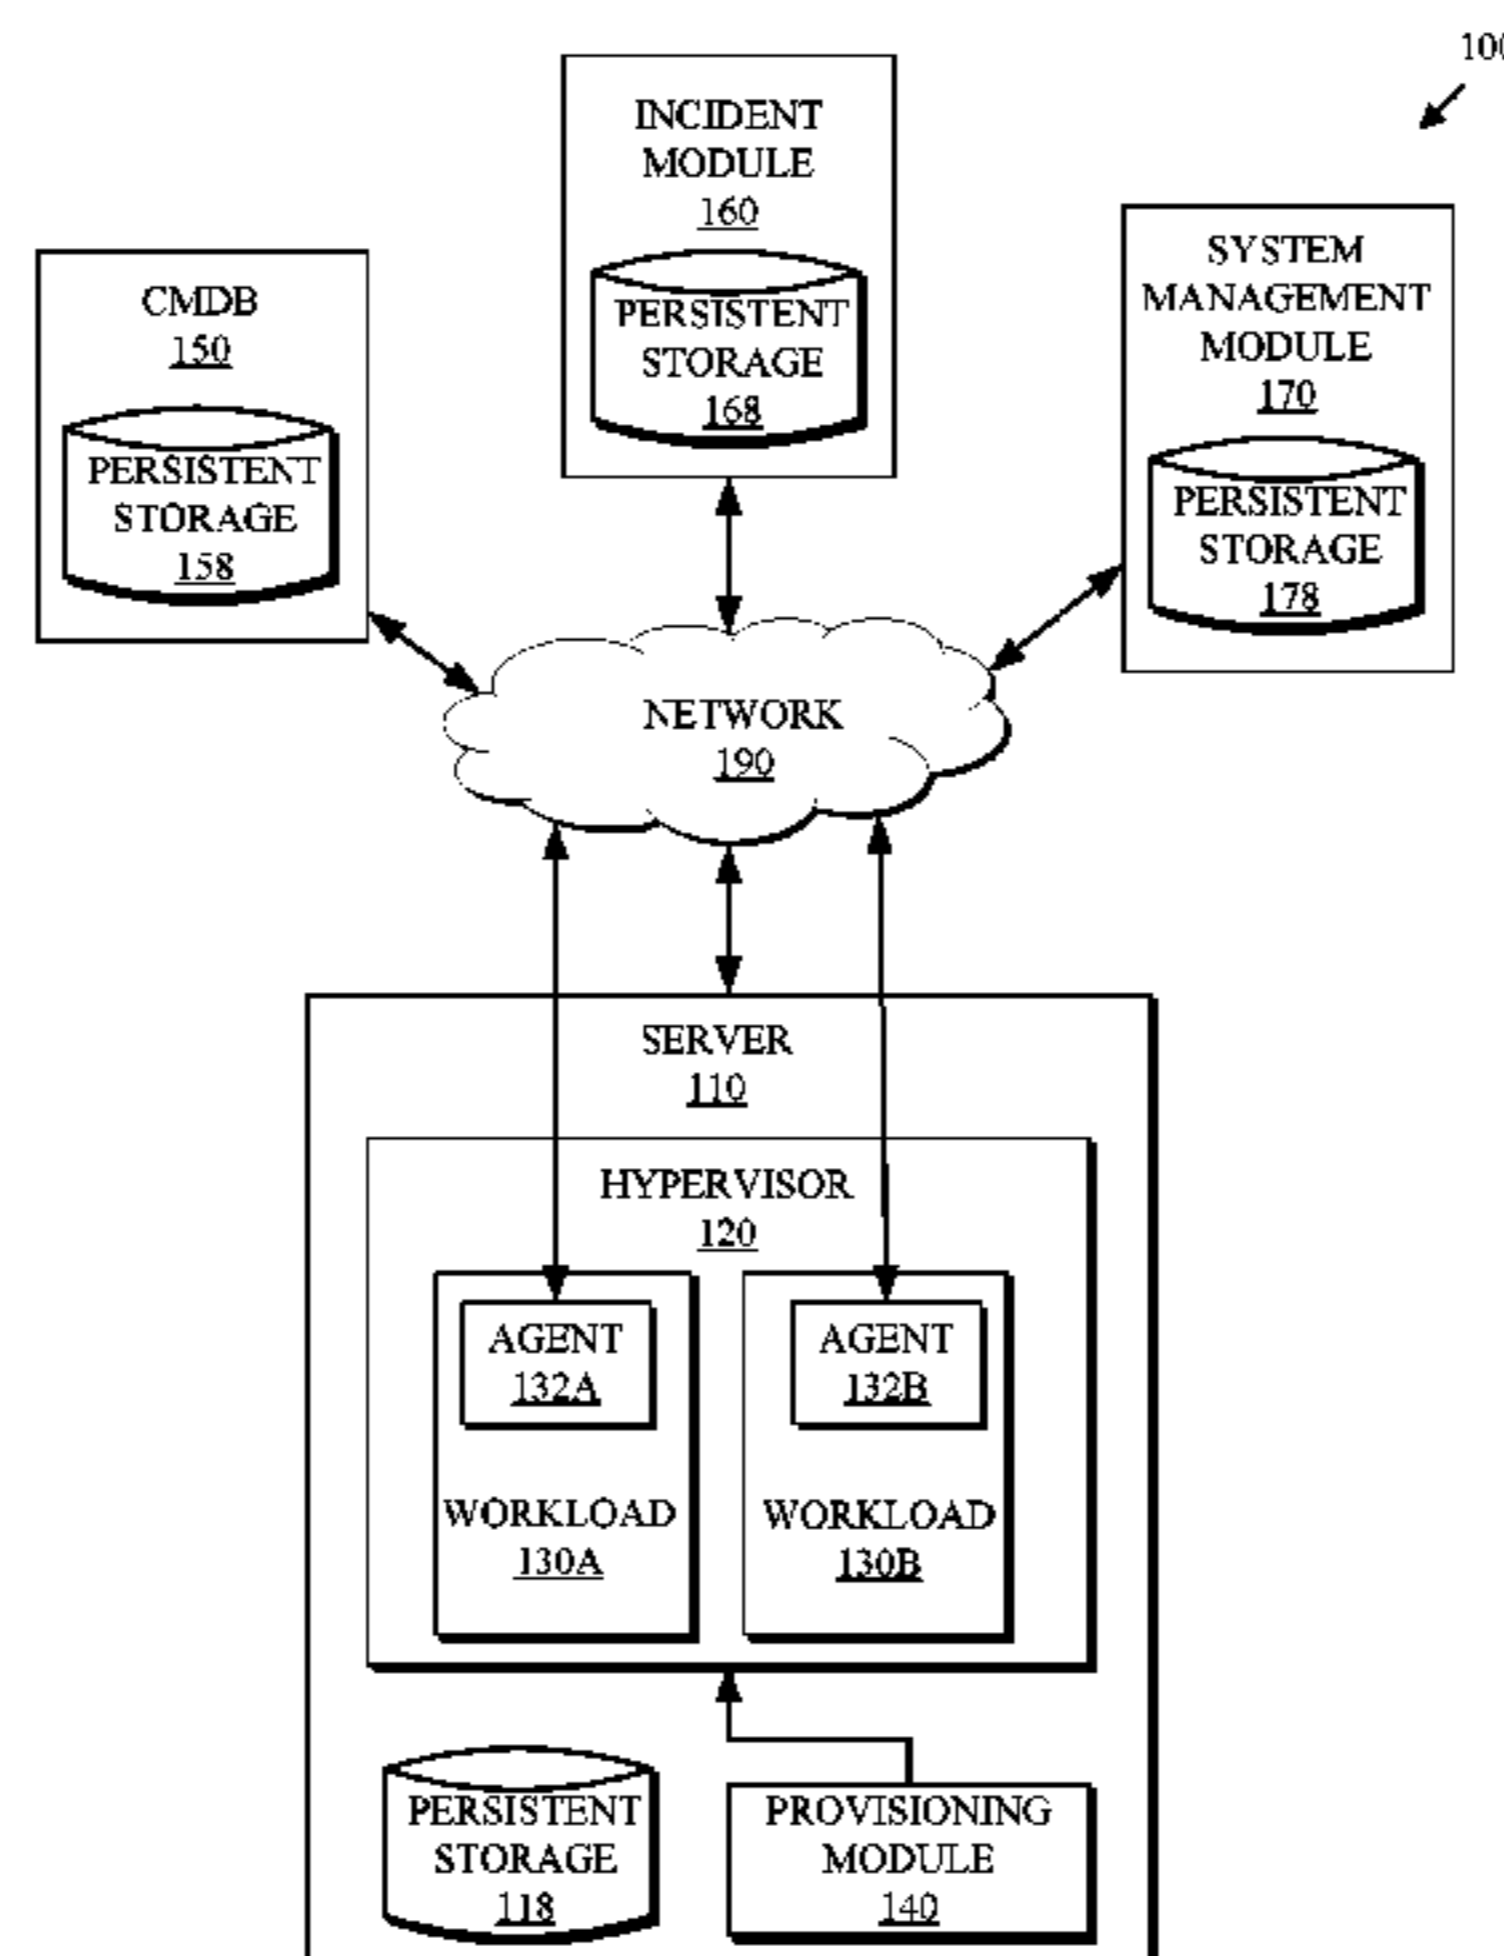 100
INCIDENT
MODULE
160
PERSISTENT
STORAGE
168
CMDB
150
PERSISTENT
STORAGE
158
SYSTEM
MANAGEMENT
MODULE
170
PERSISTENT
STORAGE
178
NETWORK
190
SERVER
110
HYPERVISOR
120
AGENT
132A
WORKLOAD
130A
AGENT
132B
WORKLOAD
130B
PERSISTENT
STORAGE
118
PROVISIONING
MODULE
140